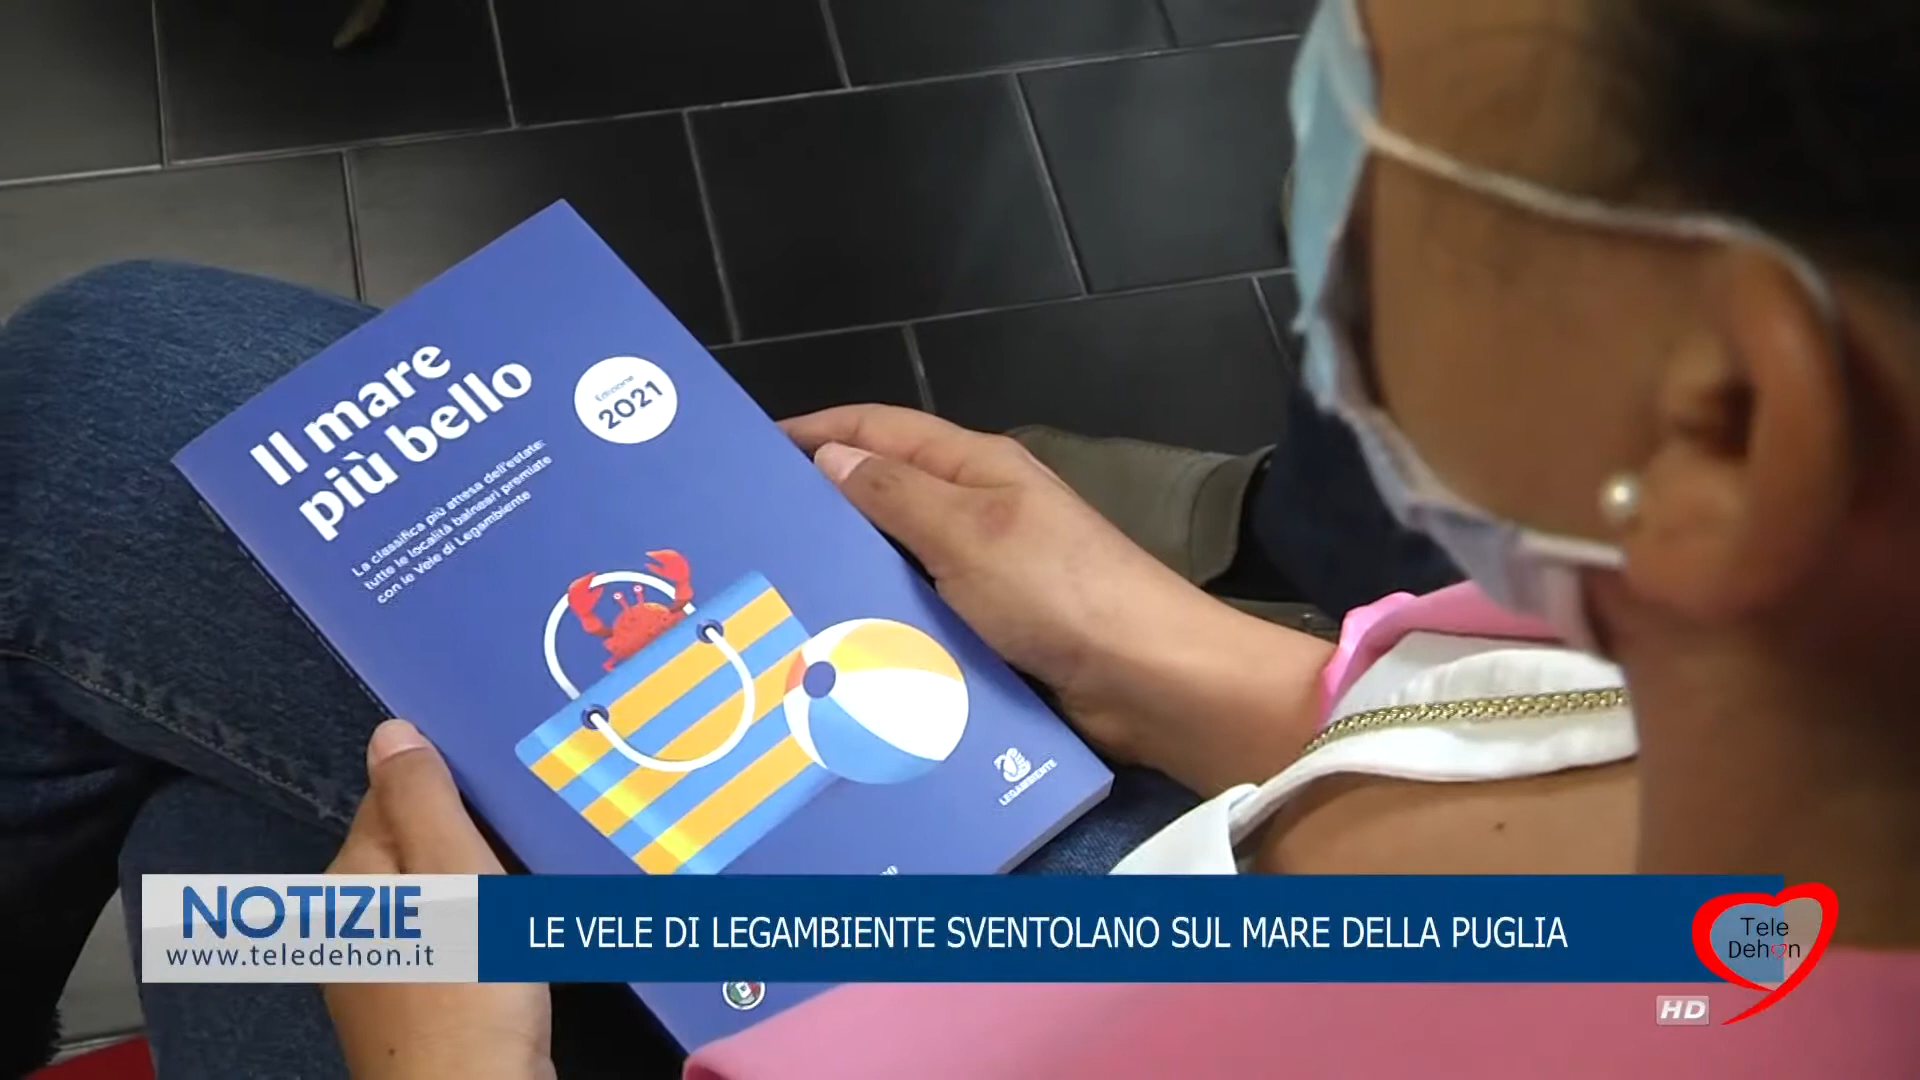 Il mare
più bello
Edizione
2021
La classifica più attesa dell'estate:
tutte le località balneari premiate
con le Vele di Legambiente
LEGAMBIENTE
NOTIZIE
www.teledehon.it
LE VELE DI LEGAMBIENTE SVENTOLANO SUL MARE DELLA PUGLIA
Tele
Dehon
HD